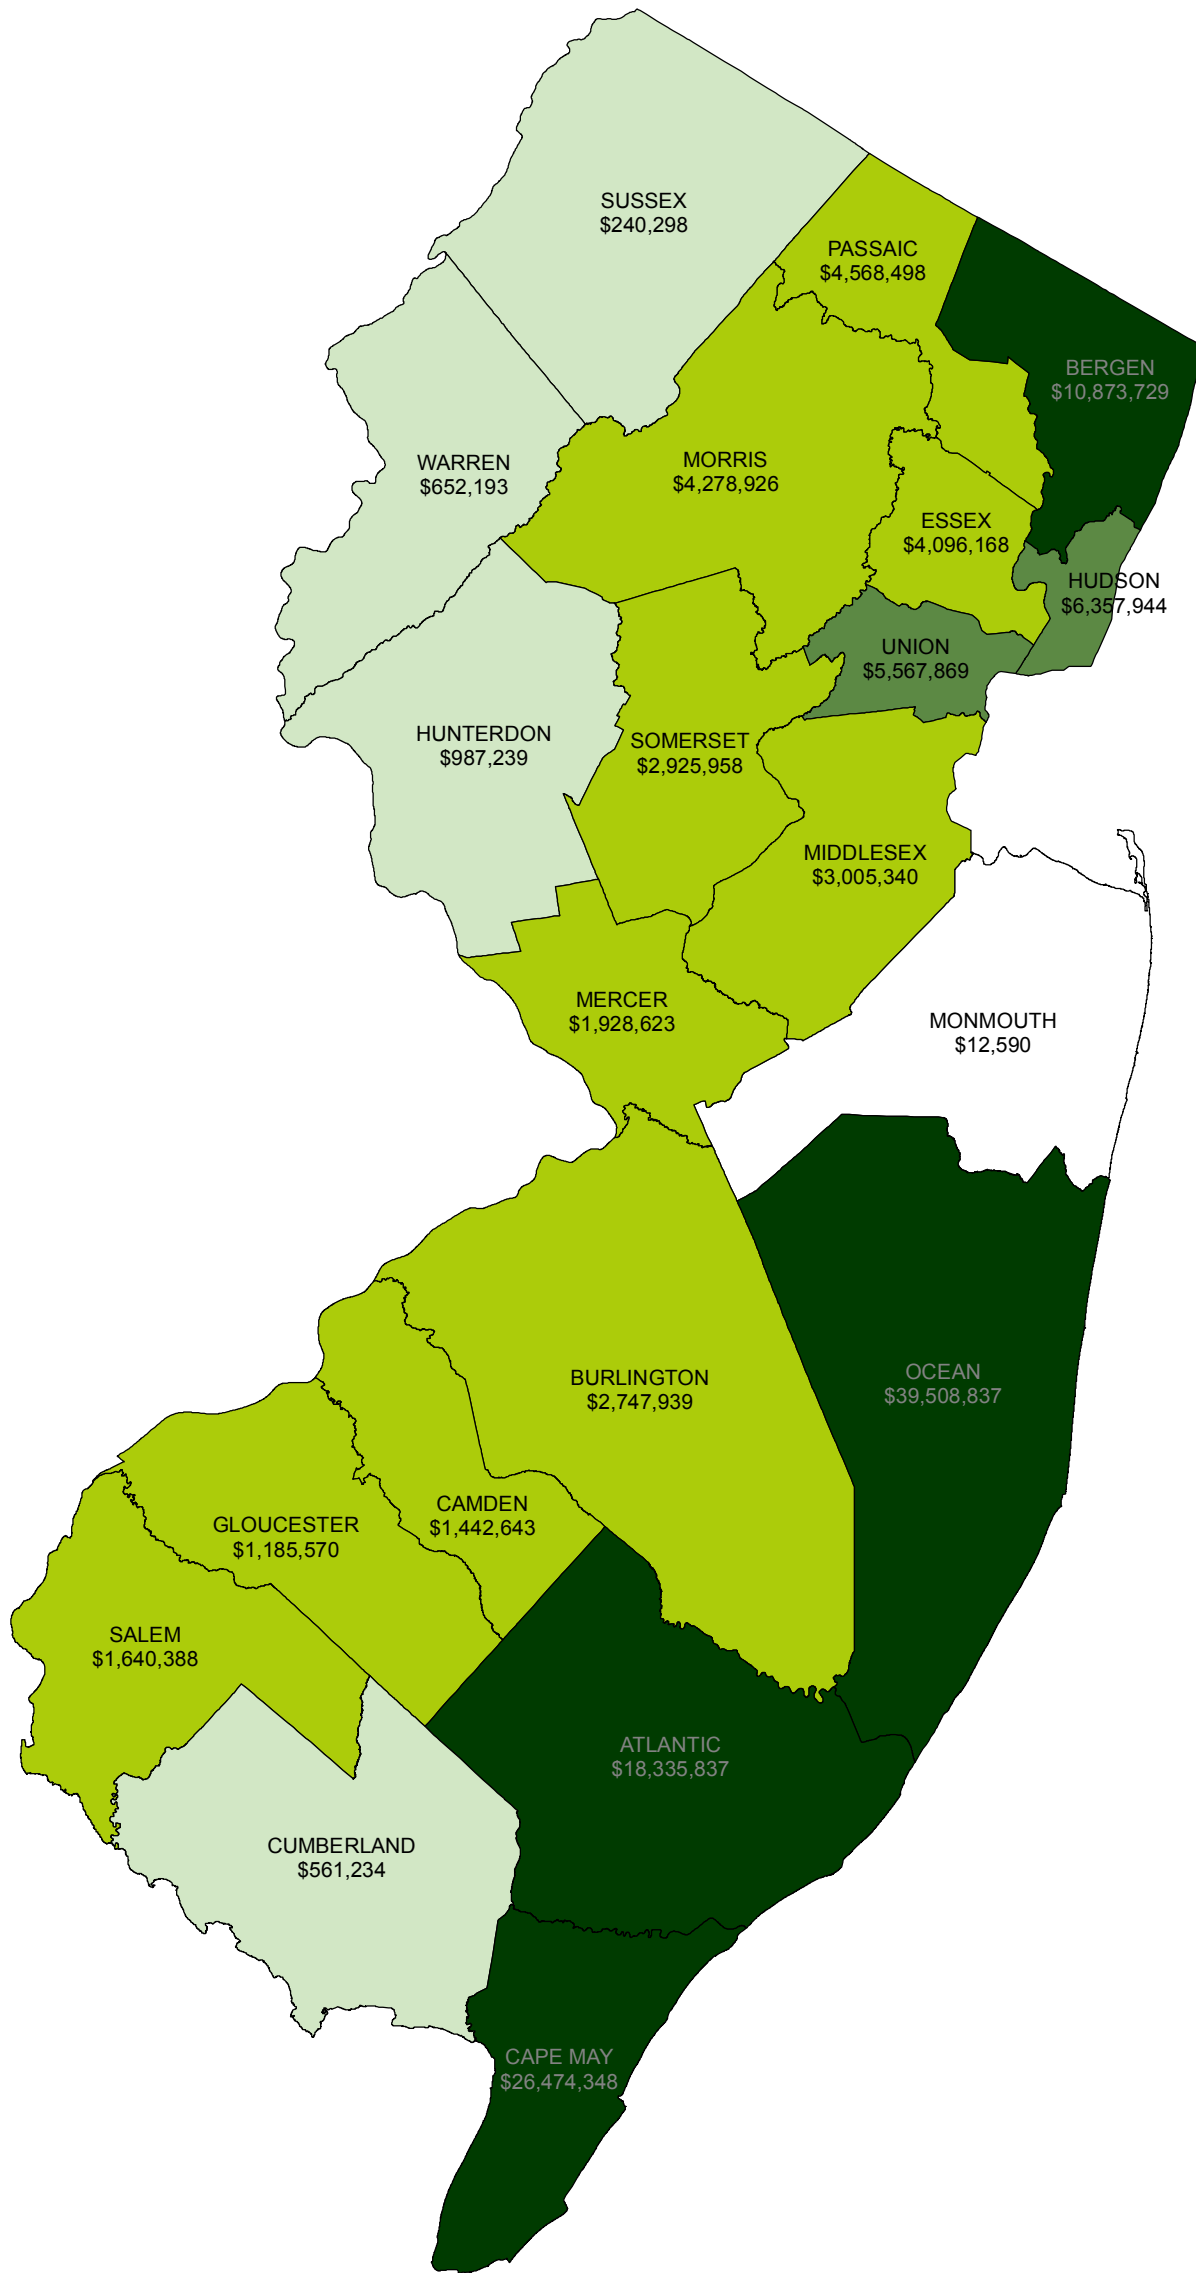 SUSSEX
$240,298
PASSAIC
$4,568,498
BERGEN
$10,873,729
WARREN
$652,193
MORRIS
$4,278,926
ESSEX
$4,096,168
HUDSON
$6,357,944
UNION
$5,567,869
HUNTERDON
$987,239
SOMERSET
$2,925,958
MIDDLESEX
$3,005,340
MERCER
$1,928,623
MONMOUTH
$12,590
OCEAN
$39,508,837
BURLINGTON
$2,747,939
CAMDEN
$1,442,643
GLOUCESTER
$1,185,570
SALEM
$1,640,388
ATLANTIC
$18,335,837
CUMBERLAND
$561,234
CAPE MAY
$26,474,348